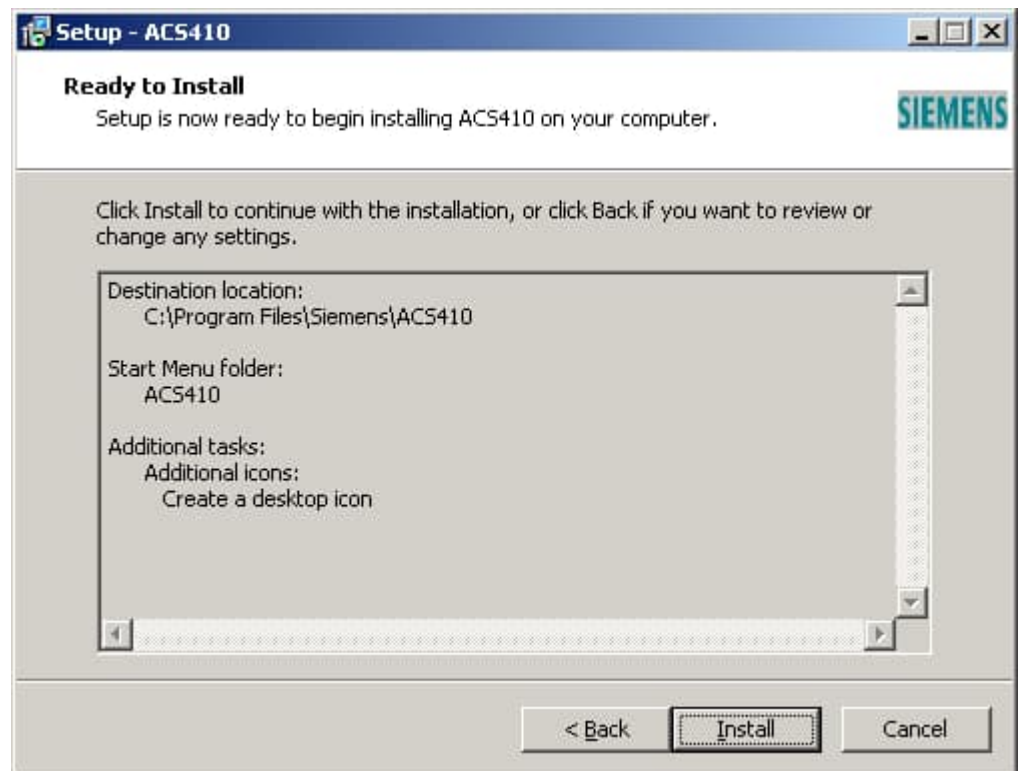 Setup - ACS410
Ready to Install
Setup is now ready to begin installing ACS410 on your computer.
SIEMENS
Click Install to continue with the installation, or click Back if you want to review or
change any settings.
Destination location:
C:\Program Files\Siemens\ACS410
Start Menu folder:
ACS410
Additional tasks:
Additional icons:
Create a desktop icon
< Back
Install
Cancel